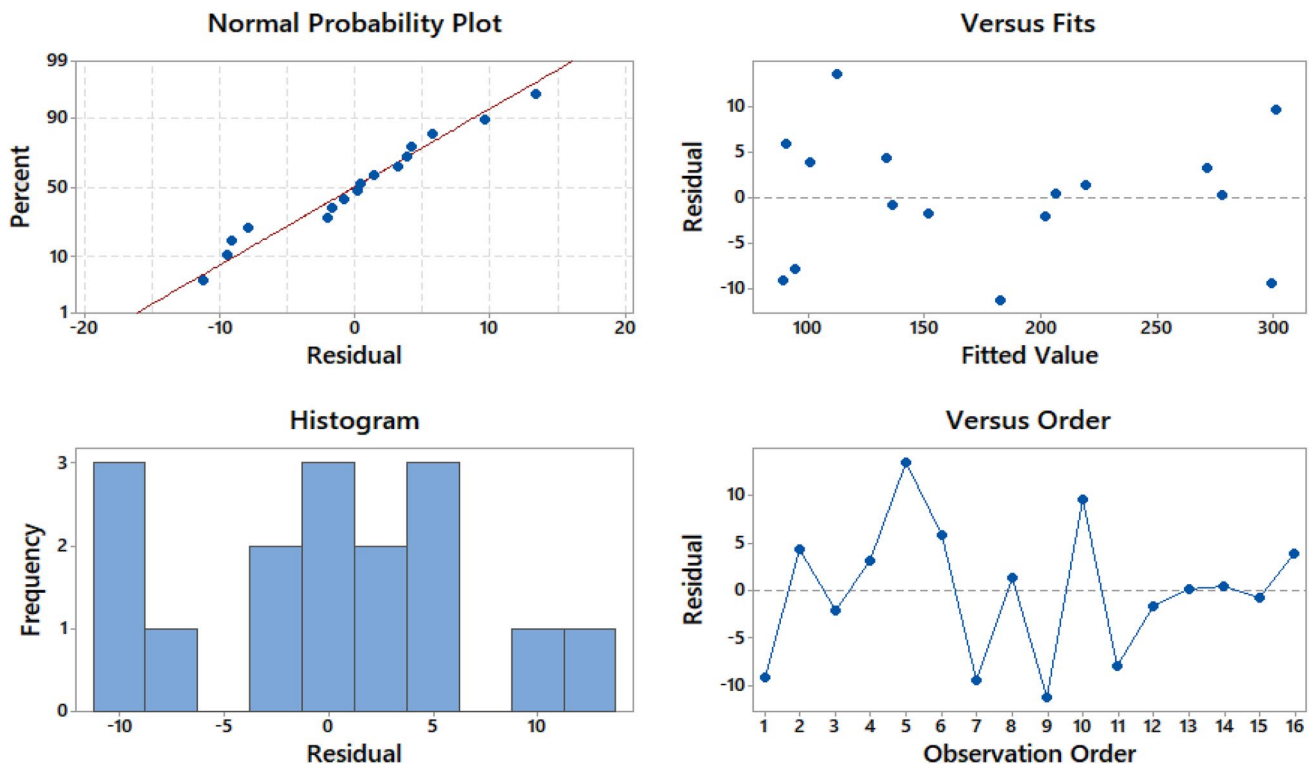 Normal Probability Plot
99
90
50
10
1
Percent
-20 -10 0 10 20
Residual
Versus Fits
10
5
0
-5
-10
Residual
100 150 200 250 300
Fitted Value
Histogram
3
2
1
0
Frequency
-10 -5 0 5 10
Residual
Versus Order
10
5
0
-5
-10
Residual
1 2 3 4 5 6 7 8 9 10 11 12 13 14 15 16
Observation Order